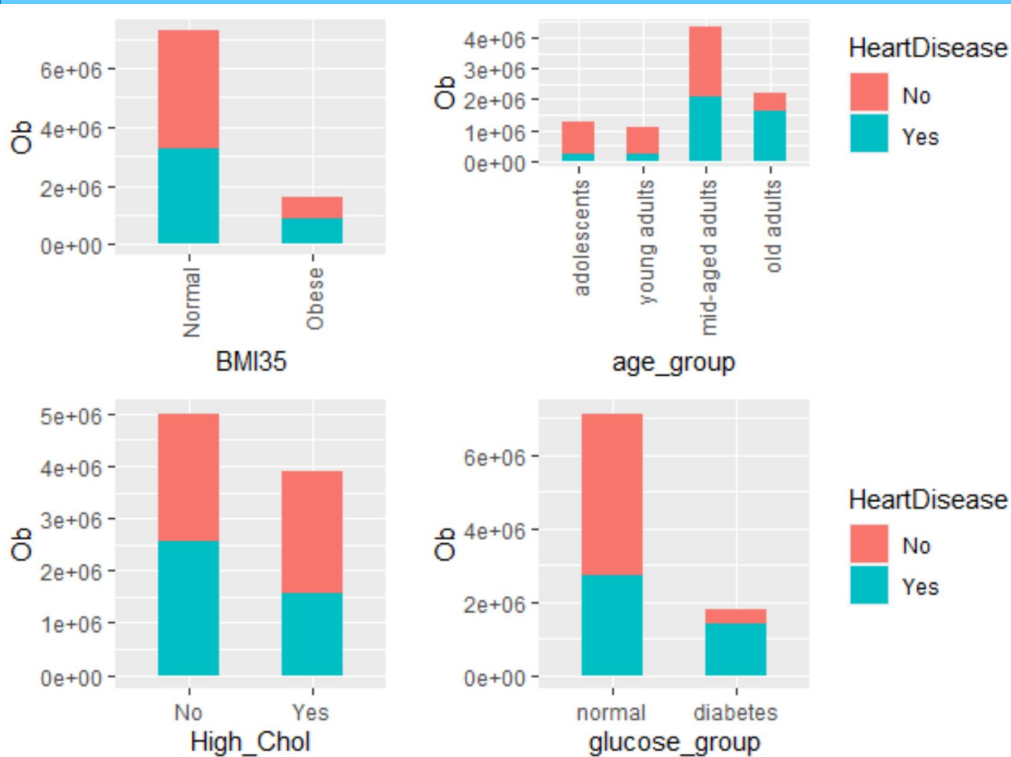 Ob
6e+06
4e+06
2e+06
0e+00
Normal
Obese
BMI35
Ob
4e+06
3e+06
2e+06
1e+06
0e+00
adolescents
young adults
mid-aged adults
old adults
age_group
HeartDisease
No
Yes
Ob
5e+06
4e+06
3e+06
2e+06
1e+06
0e+00
No Yes
High_Chol
Ob
6e+06
4e+06
2e+06
0e+00
normal diabetes
glucose_group
HeartDisease
No
Yes